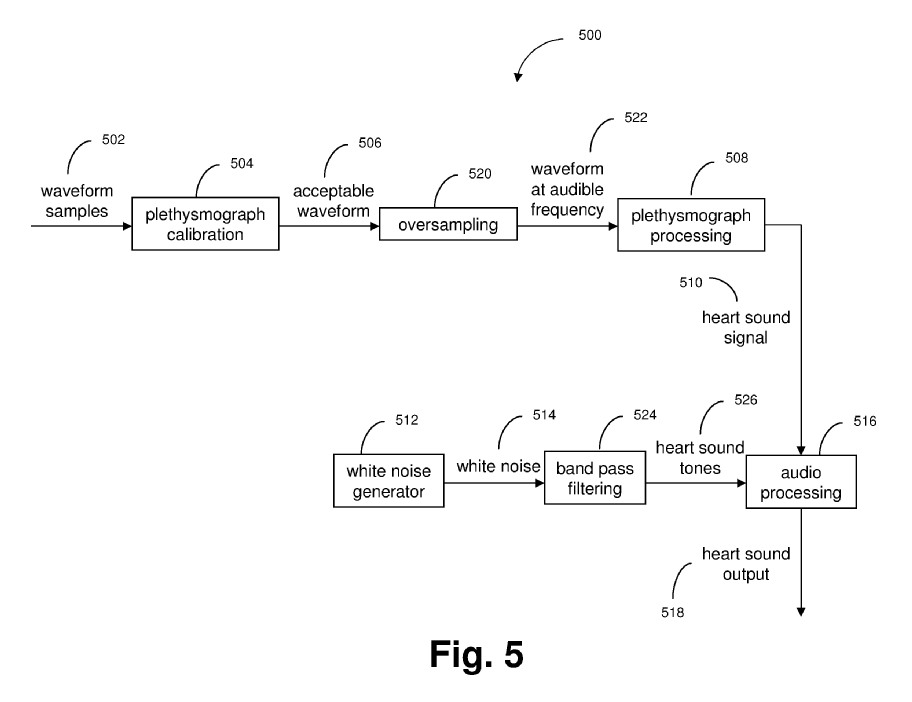 500
502
waveform
samples
504
plethysmograph
calibration
506
acceptable
waveform
520
oversampling
522
waveform
at audible
frequency
508
plethysmograph
processing
510
heart sound
signal
512
white noise
generator
514
white noise
524
band pass
filtering
526
heart sound
tones
516
audio
processing
heart sound
output
518
Fig. 5